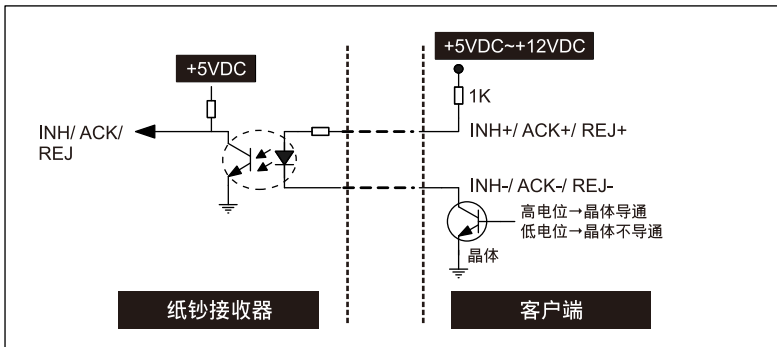 +5VDC
+5VDC~+12VDC
1K
INH/ ACK/
REJ
INH+/ ACK+/ REJ+
INH-/ ACK-/ REJ-
高电位→晶体导通
低电位→晶体不导通
晶体
纸钞接收器
客户端